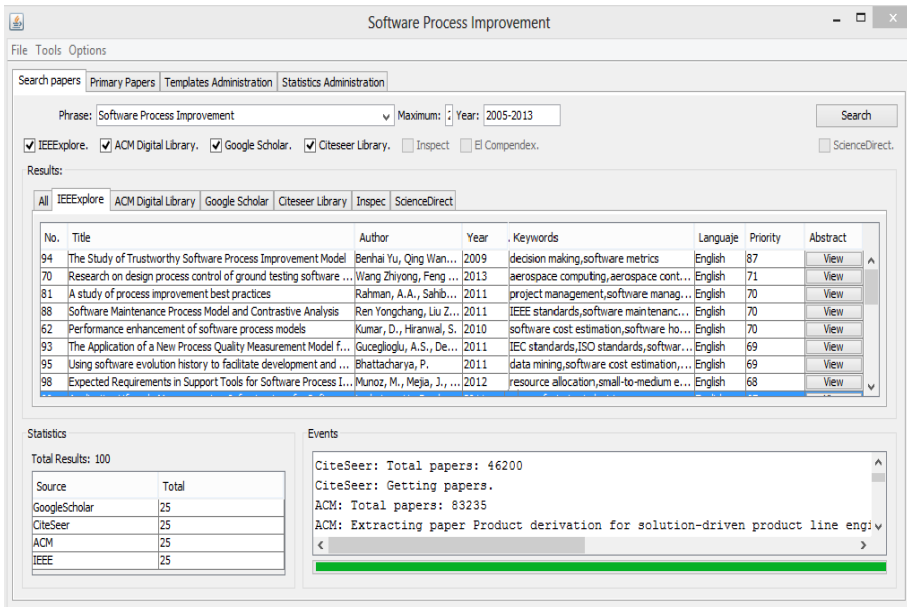 Software Process Improvement
File Tools Options
Search papers Primary Papers Templates Administration Statistics Administration
Phrase: Software Process Improvement Maximum: Year: 2005-2013 Search
IEEExplore. ACM Digital Library. Google Scholar. Citeseer Library. Inspect El Compendex. ScienceDirect.
Results:
All IEEExplore ACM Digital Library Google Scholar Citeseer Library Inspec ScienceDirect
No. Title Author Year Keywords Languaje Priority Abstract
94 The Study of Trustworthy Software Process Improvement Model Benhai Yu, Qing Wan... 2009 decision making,software metrics English 87 View
70 Research on design process control of ground testing software ... Wang Zhiyong, Feng ... 2013 aerospace computing,aerospace cont... English 71 View
81 A study of process improvement best practices Rahman, A.A., Sahib... 2011 project management,software manag... English 70 View
88 Software Maintenance Process Model and Contrastive Analysis Ren Yongchang, Liu Z... 2011 IEEE standards,software maintenanc... English 70 View
62 Performance enhancement of software process models Kumar, D., Hiranwal, S. 2010 software cost estimation,software ho... English 70 View
93 The Application of a New Process Quality Measurement Model f... Guceglioglu, A.S., De... 2011 IEC standards,ISO standards,softwar... English 69 View
95 Using software evolution history to facilitate development and ... Bhattacharya, P. 2011 data mining,software cost estimation,... English 69 View
98 Expected Requirements in Support Tools for Software Process I... Munoz, M., Mejia, J., ... 2012 resource allocation,small-to-medium e... English 68 View
Statistics
Total Results: 100
Source Total
GoogleScholar 25
CiteSeer 25
ACM 25
IEEE 25
Events
CiteSeer: Total papers: 46200
CiteSeer: Getting papers.
ACM: Total papers: 83235
ACM: Extracting paper Product derivation for solution-driven product line engi